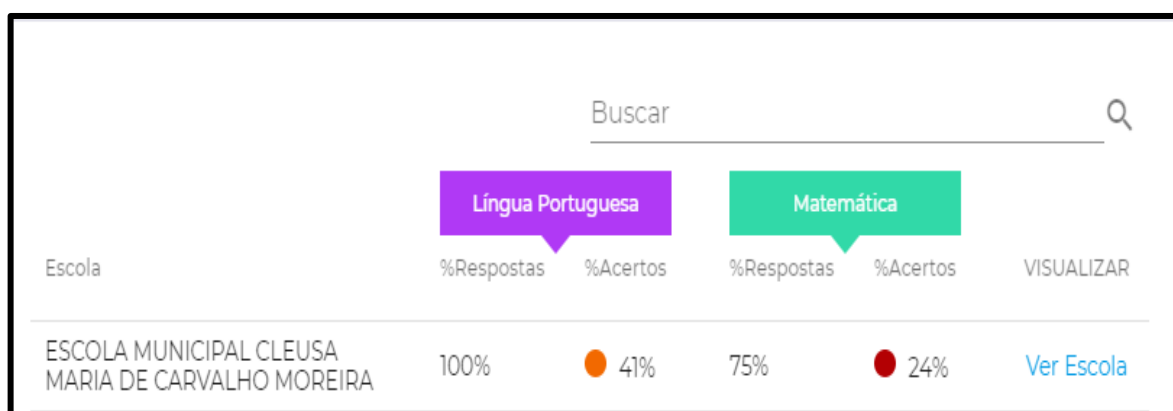 Buscar
Língua Portuguesa Matemática
Escola %Respostas %Acertos %Respostas %Acertos VISUALIZAR
ESCOLA MUNICIPAL CLEUSA
MARIA DE CARVALHO MOREIRA 100% 41% 75% 24% Ver Escola